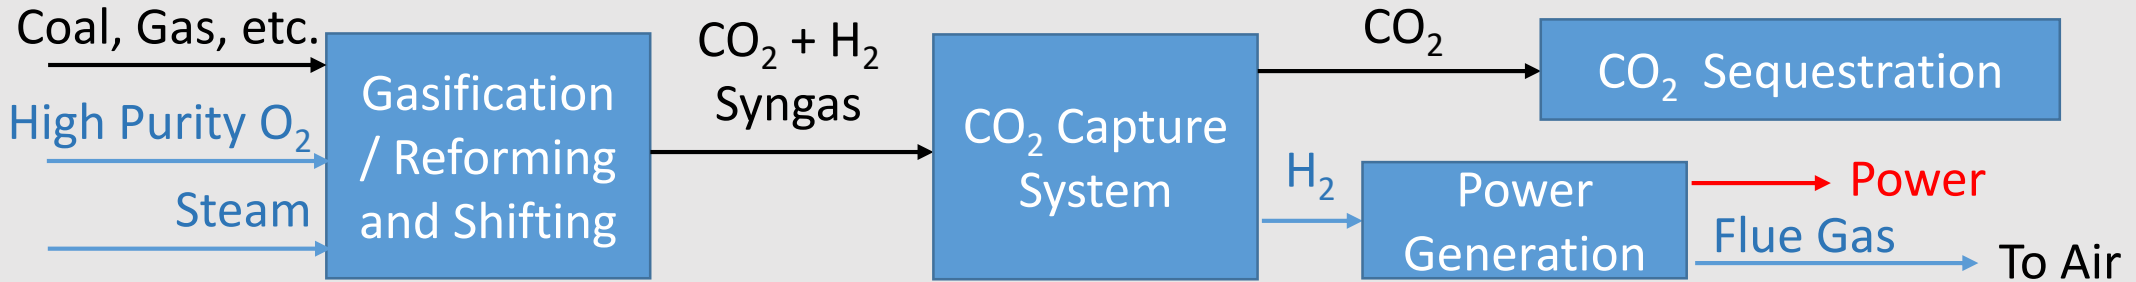 Coal, Gas, etc.
High Purity O₂
Steam
Gasification
/ Reforming
and Shifting
CO₂ + H₂
Syngas
CO₂ Capture
System
CO₂
CO₂ Sequestration
H₂
Power
Generation
Power
Flue Gas
To Air